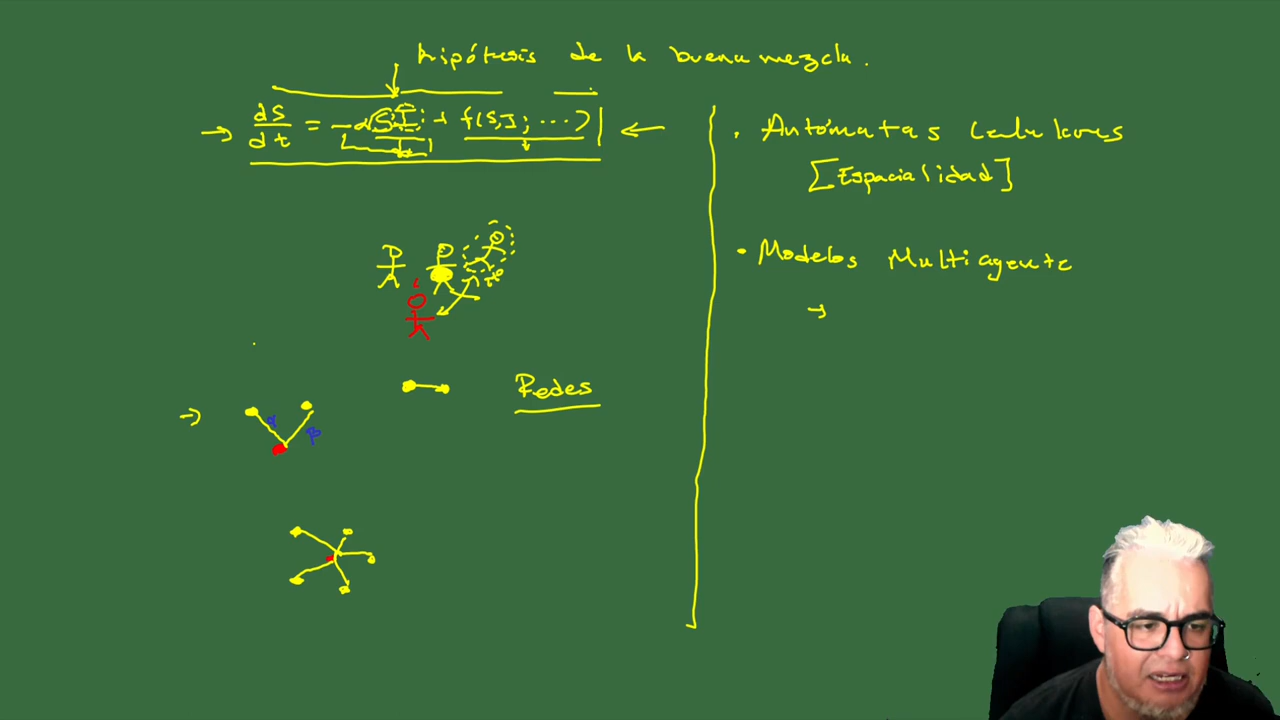 hipótesis de la buena mezcla.
→ dS/dt = -αSI + f(S,I; ...) ←
Redes
α β
. Autómatas celulares
[Espacialidad]
• Modelos Multiagente
→